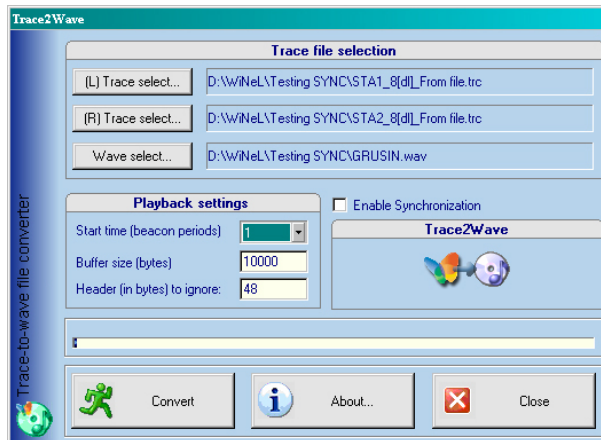 Trace2Wave
Trace file selection
(L) Trace select... D:\WiNeL\Testing SYNC\STA1_8[dl]_From file.trc
(R) Trace select... D:\WiNeL\Testing SYNC\STA2_8[dl]_From file.trc
Wave select... D:\WiNeL\Testing SYNC\GRUSIN.wav
Playback settings
Start time (beacon periods) 1
Buffer size (bytes) 10000
Header (in bytes) to ignore: 48
Enable Synchronization
Trace2Wave
Trace-to-wave file converter
Convert About... Close